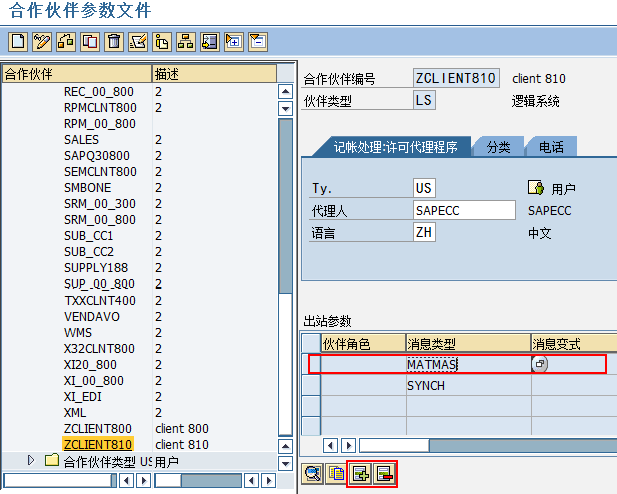 合作伙伴参数文件
合作伙伴 描述
REC_00_800 2
RPMCLNT800 2
RPM_00_800
SALES 2
SAPQ30800 2
SEMCLNT800 2
SMBONE 2
SRM_00_300 2
SRM_00_800 2
SUB_CC1 2
SUB_CC2 2
SUPPLY188 2
SUP_00_800 2
TXXCLNT400 2
VENDAVO 2
WMS 2
X32CLNT800 2
XI20_800 2
XI_00_800 2
XI_EDI 2
XML 2
ZCLIENT800 client 800
ZCLIENT810 client 810
合作伙伴类型 US 用户
合作伙伴编号 ZCLIENT810 client 810
伙伴类型 LS 逻辑系统
记帐处理:许可代理程序 分类 电话
Ty. US 用户
代理人 SAPECC SAPECC
语言 ZH 中文
出站参数
伙伴角色 消息类型 消息变式
MATMAS
SYNCH